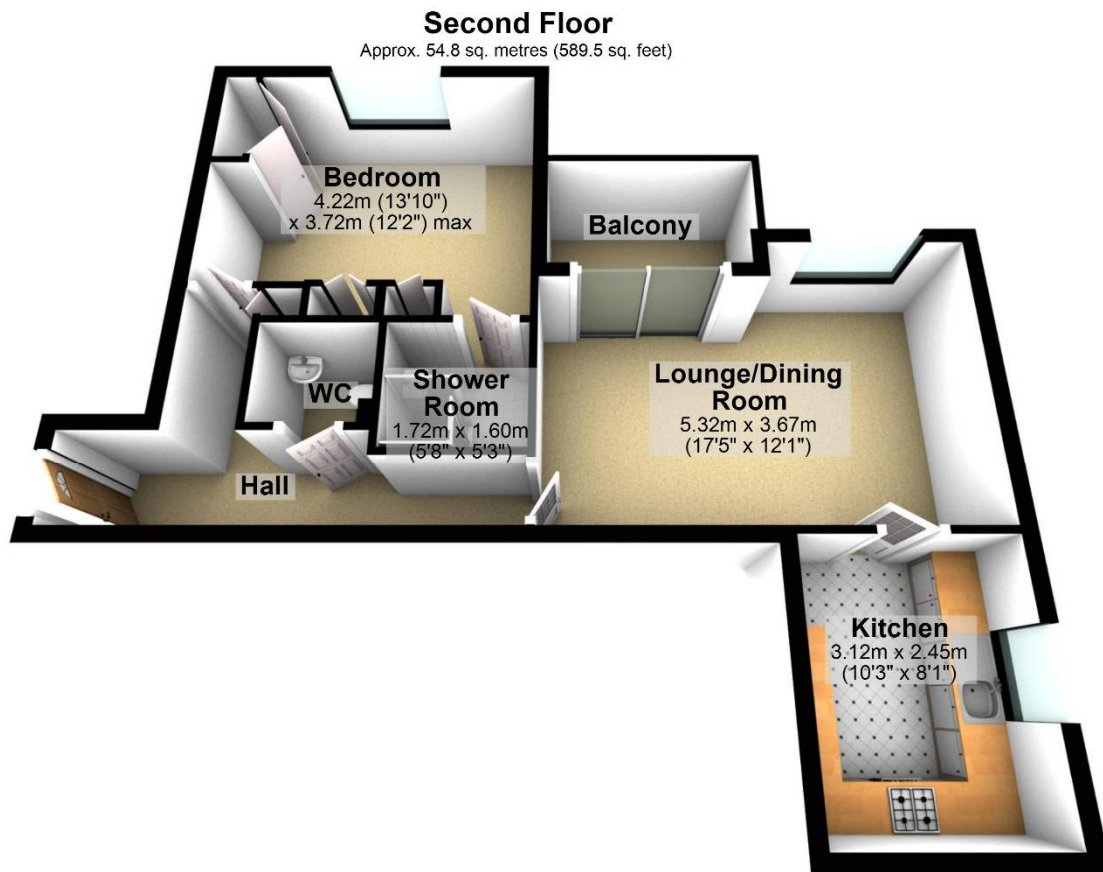 Second Floor
Approx. 54.8 sq. metres (589.5 sq. feet)
Bedroom
4.22m (13'10")
x 3.72m (12'2") max
Balcony
WC
Shower
Room
1.72m x 1.60m
(5'8" x 5'3")
Lounge/Dining
Room
5.32m x 3.67m
(17'5" x 12'1")
Hall
Kitchen
3.12m x 2.45m
(10'3" x 8'1")